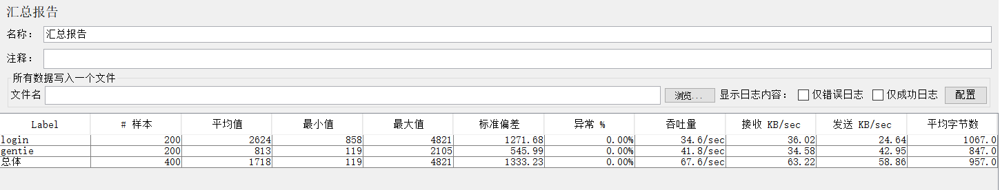 汇总报告
名称： 汇总报告
注释：
所有数据写入一个文件
文件名 浏览... 显示日志内容： 仅错误日志 仅成功日志 配置
Label # 样本 平均值 最小值 最大值 标准偏差 异常 % 吞吐量 接收 KB/sec 发送 KB/sec 平均字节数
login 200 2624 858 4821 1271.68 0.00% 34.6/sec 36.02 24.64 1067.0
gentie 200 813 119 2105 545.99 0.00% 41.8/sec 34.58 42.95 847.0
总体 400 1718 119 4821 1333.23 0.00% 67.6/sec 63.22 58.86 957.0